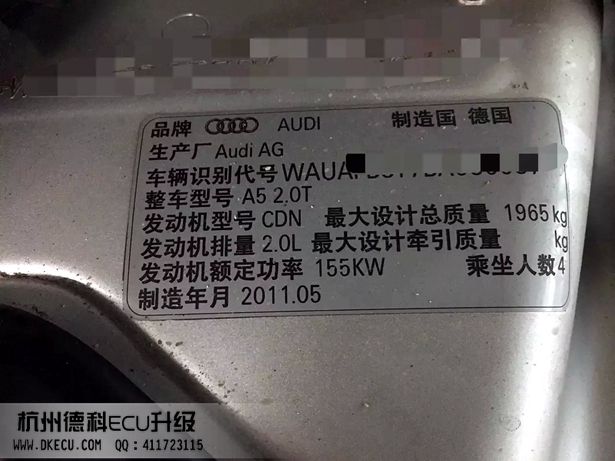 品牌 AUDI 制造国 德国
生产厂 Audi AG
车辆识别代号 WAUA
整车型号 A5 2.0T
发动机型号 CDN 最大设计总质量 1965 kg
发动机排量 2.0L 最大设计牵引质量 kg
发动机额定功率 155KW 乘坐人数 4
制造年月 2011.05
杭州德科ECU升级
www.DKECU.com QQ:411723115